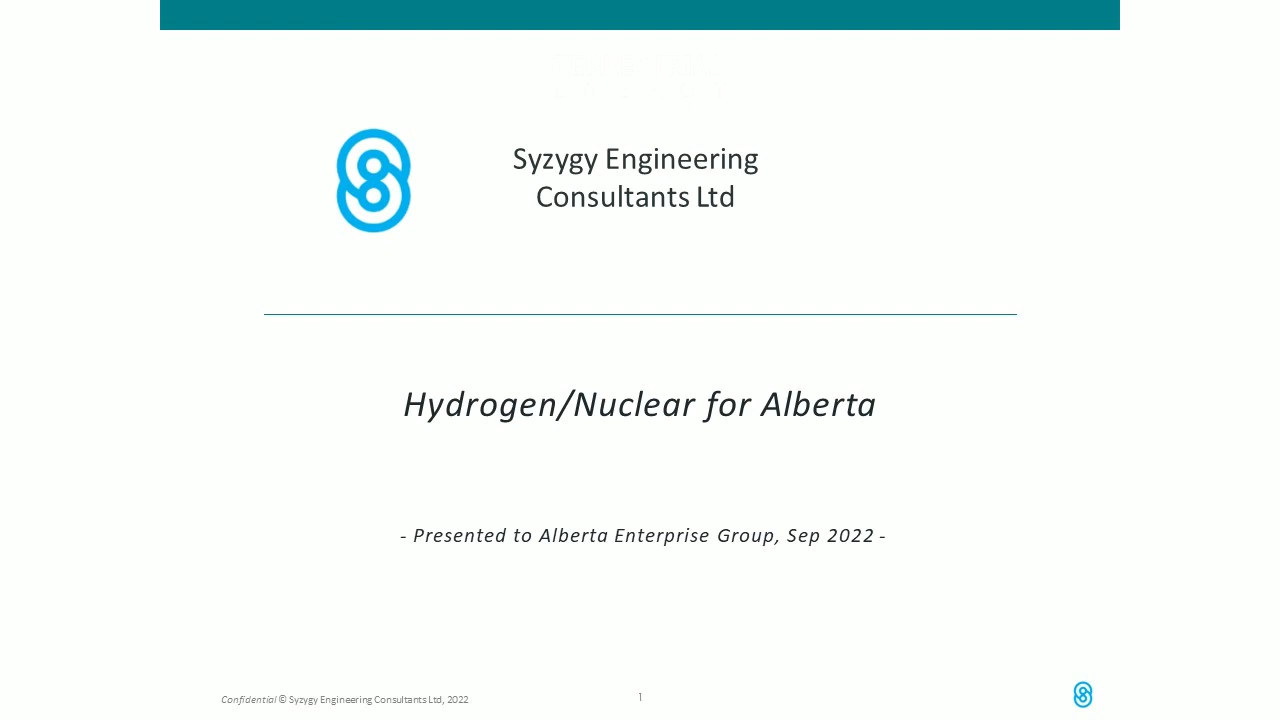 Syzygy Engineering
Consultants Ltd
Hydrogen/Nuclear for Alberta
- Presented to Alberta Enterprise Group, Sep 2022 -
Confidential © Syzygy Engineering Consultants Ltd, 2022
1